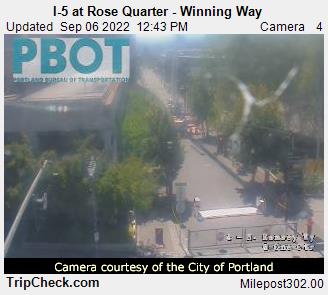 I-5 at Rose Quarter - Winning Way
Updated Sep 06 2022 12:43 PM Camera 4
PBOT
PORTLAND BUREAU OF TRANSPORTATION
Camera courtesy of the City of Portland
TripCheck.com Milepost302.00